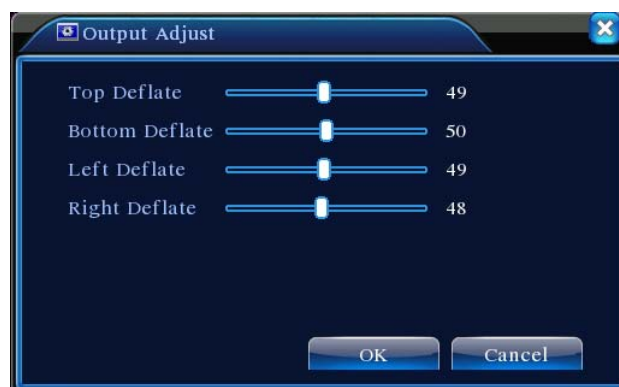 Output Adjust
Top Deflate 49
Bottom Deflate 50
Left Deflate 49
Right Deflate 48
OK Cancel